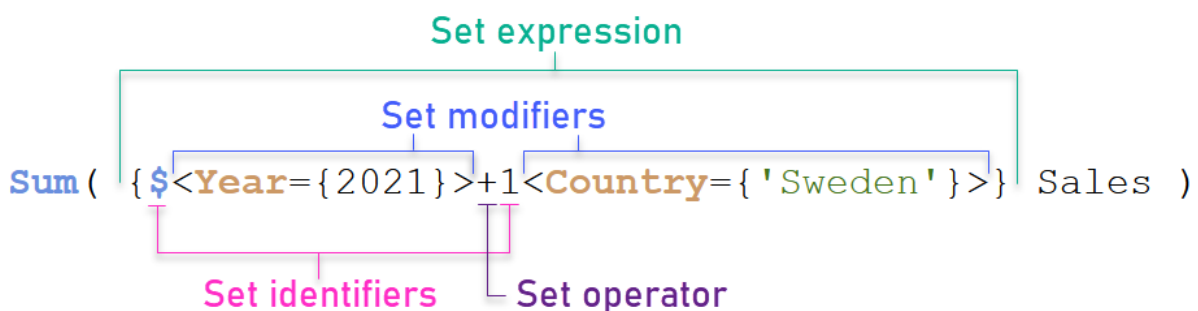 Set expression
Set modifiers
Sum( {$<Year={2021}>+1<Country={'Sweden'}>} Sales )
Set identifiers
Set operator